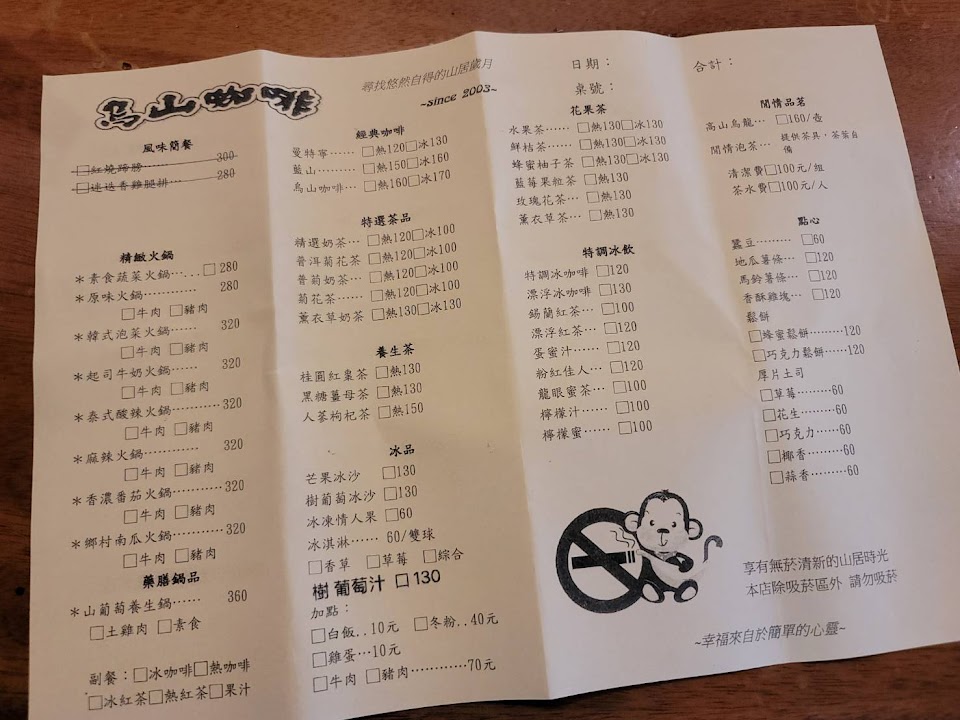 烏山咖啡
尋找悠然自得的山居歲月
~since 2003~
日期：
桌號：
合計：
風味簡餐
□紅燒蹄膀…………300
□迷迭香雞腿排…280
精緻火鍋
＊素食蔬菜火鍋…..□ 280
＊原味火鍋………… 280
□牛肉 □豬肉
＊韓式泡菜火鍋…… 320
□牛肉 □豬肉
＊起司牛奶火鍋…… 320
□牛肉 □豬肉
＊泰式酸辣火鍋………320
□牛肉 □豬肉
＊麻辣火鍋………… 320
□牛肉 □豬肉
＊香濃番茄火鍋………320
□牛肉 □豬肉
＊鄉村南瓜火鍋………320
□牛肉 □豬肉
藥膳鍋品
＊山葡萄養生鍋…… 360
□土雞肉 □素食
副餐：□冰咖啡□熱咖啡
□冰紅茶□熱紅茶□果汁
經典咖啡
曼特寧…… □熱120□冰130
藍山……… □熱150□冰160
烏山咖啡… □熱160□冰170
特選茶品
精選奶茶… □熱120□冰100
普洱菊花茶 □熱120□冰100
普菊奶茶… □熱120□冰100
菊花茶…… □熱120□冰100
薰衣草奶茶 □熱130□冰130
養生茶
桂圓紅棗茶 □熱130
黑糖薑母茶 □熱130
人蔘枸杞茶 □熱150
冰品
芒果冰沙 □130
樹葡萄冰沙 □130
冰凍情人果 □60
冰淇淋…… 60/雙球
□香草 □草莓 □綜合
樹葡萄汁 □130
加點：
□白飯..10元 □冬粉..40元
□雞蛋…10元
□牛肉 □豬肉………70元
花果茶
水果茶…… □熱130□冰130
鮮桔茶…… □熱130□冰130
蜂蜜柚子茶 □熱130□冰130
藍莓果粒茶 □熱130
玫瑰花茶… □熱130
薰衣草茶… □熱130
特調冰飲
特調冰咖啡 □120
漂浮冰咖啡 □130
錫蘭紅茶… □100
漂浮紅茶… □120
蛋蜜汁…… □120
粉紅佳人… □120
龍眼蜜茶… □100
檸檬汁…… □100
檸檬蜜…… □100
閒情品茗
高山烏龍… □160/壺
閒情泡茶… 提供茶具，茶葉自備
清潔費□100元/組
茶水費□100元/人
點心
蠶豆……… □60
地瓜薯條… □120
馬鈴薯條… □120
香酥雞塊… □120
鬆餅
□蜂蜜鬆餅………120
□巧克力鬆餅……120
厚片土司
□草莓………60
□花生………60
□巧克力……60
□椰香………60
□蒜香………60
享有無菸清新的山居時光
本店除吸菸區外 請勿吸菸
~幸福來自於簡單的心靈~